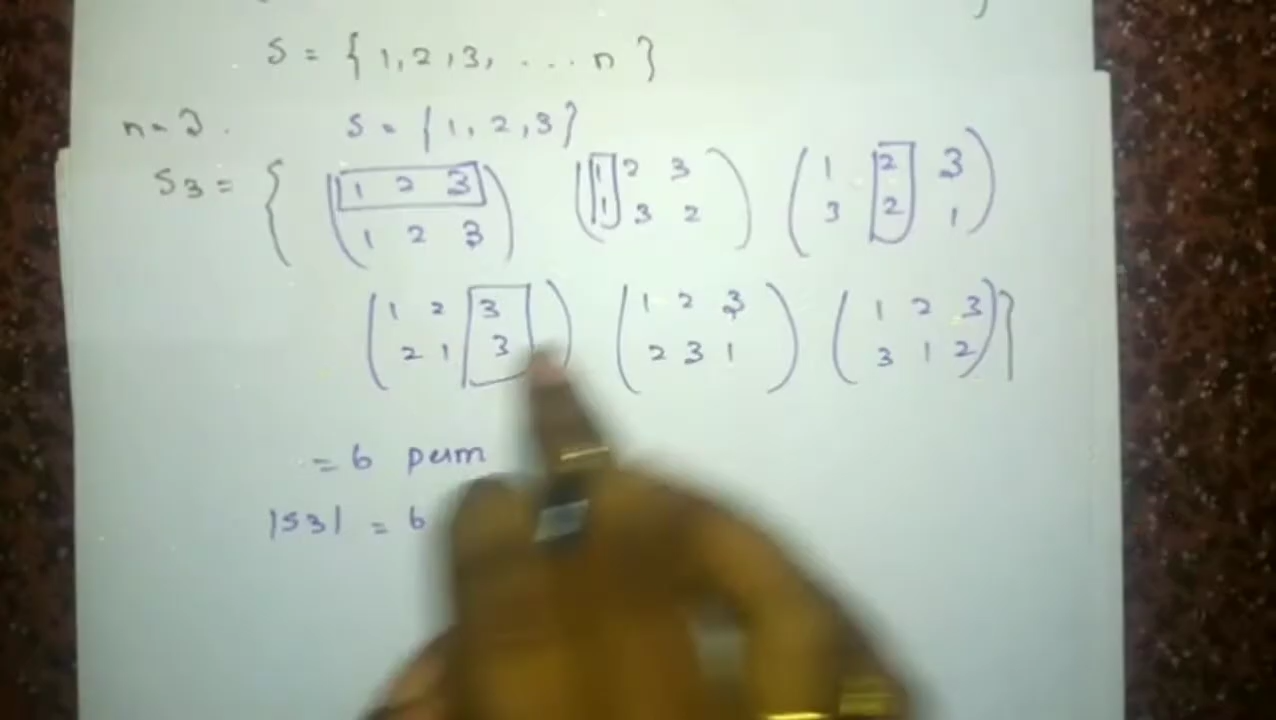 S = { 1, 2, 3, ... n }
n = 3. S = { 1, 2, 3 }
S3 = { ( 1 2 3 ) ( 1 2 3 ) ( 1 2 3 )
( 1 2 3 ) ( 1 3 2 ) ( 3 2 1 )
( 1 2 3 ) ( 1 2 3 ) ( 1 2 3 ) }
( 2 1 3 ) ( 2 3 1 ) ( 3 1 2 )
= 6 perm
|S3| = 6